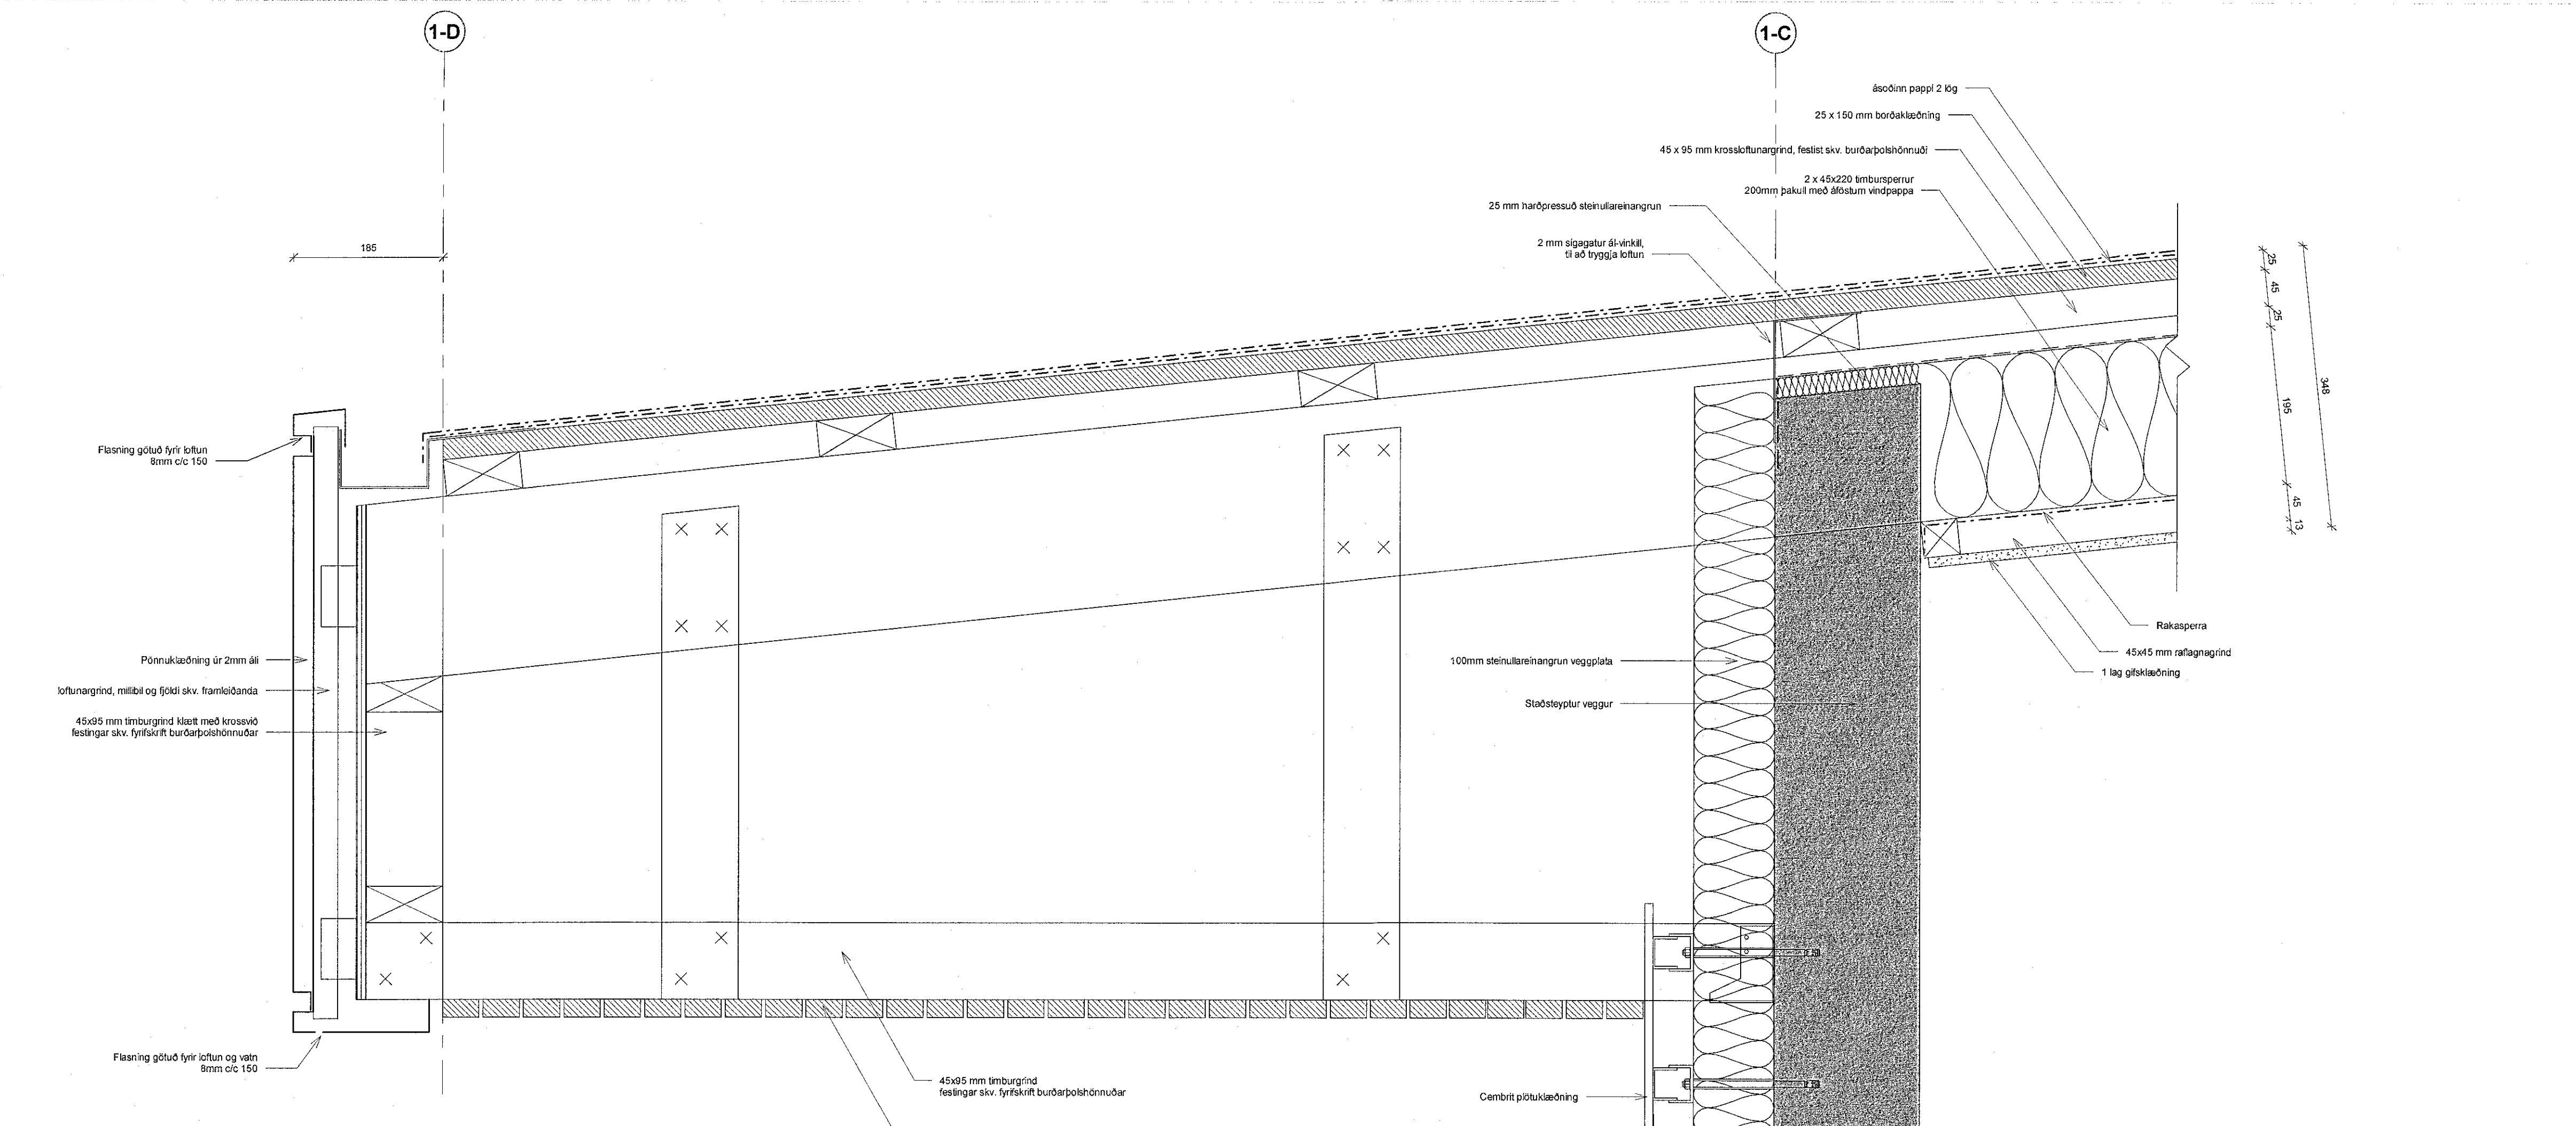 1-D
1-C
ásoðinn pappi 2 lög
25 x 150 mm borðaklæðning
45 x 95 mm krossloftunargrind, festist skv. burðarþolshönnuði
2 x 45x220 timbursperrur
200mm þakull með áföstum vindpappa
25 mm harðpressuð steinullareinangrun
2 mm sígagatur ál-vinkill,
til að tryggja loftun
185
25
45
25
195
45
13
348
Flasning götuð fyrir loftun
8mm c/c 150
Pönnuklæðning úr 2mm áli
loftunargrind, millibil og fjöldi skv. framleiðanda
45x95 mm timburgrind klætt með krossvið
festingar skv. fyrifskrift burðarþolshönnuðar
100mm steinullareinangrun veggplata
Staðsteyptur veggur
Rakasperra
45x45 mm raflagnagrind
1 lag gifsklæðning
Flasning götuð fyrir loftun og vatn
8mm c/c 150
45x95 mm timburgrind
festingar skv. fyrifskrift burðarþolshönnuðar
Cembrit plötuklæðning